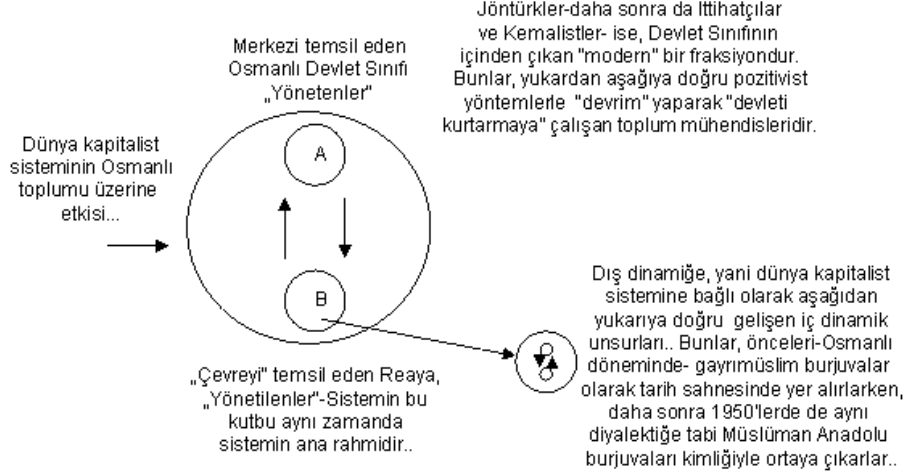 Jöntürkler-daha sonra da İttihatçılar
ve Kemalistler- ise, Devlet Sınıfının
içinden çıkan "modern" bir fraksiyondur.
Bunlar, yukardan aşağıya doğru pozitivist
yöntemlerle "devrim" yaparak "devleti
kurtarmaya" çalışan toplum mühendisleridir.
Merkezi temsil eden
Osmanlı Devlet Sınıfı
„Yönetenler"
Dünya kapitalist
sisteminin Osmanlı
toplumu üzerine
etkisi...
A
B
„Çevreyi" temsil eden Reaya,
„Yönetilenler"-Sistemin bu
kutbu aynı zamanda
sistemin ana rahmidir..
Dış dinamiğe, yani dünya kapitalist
sistemine bağlı olarak aşağıdan
yukarıya doğru gelişen iç dinamik
unsurları.. Bunlar, önceleri-Osmanlı
döneminde- gayrımüslim burjuvalar
olarak tarih sahnesinde yer alırlarken,
daha sonra 1950'lerde de aynı
diyalektiğe tabi Müslüman Anadolu
burjuvaları kimliğiyle ortaya çıkarlar..